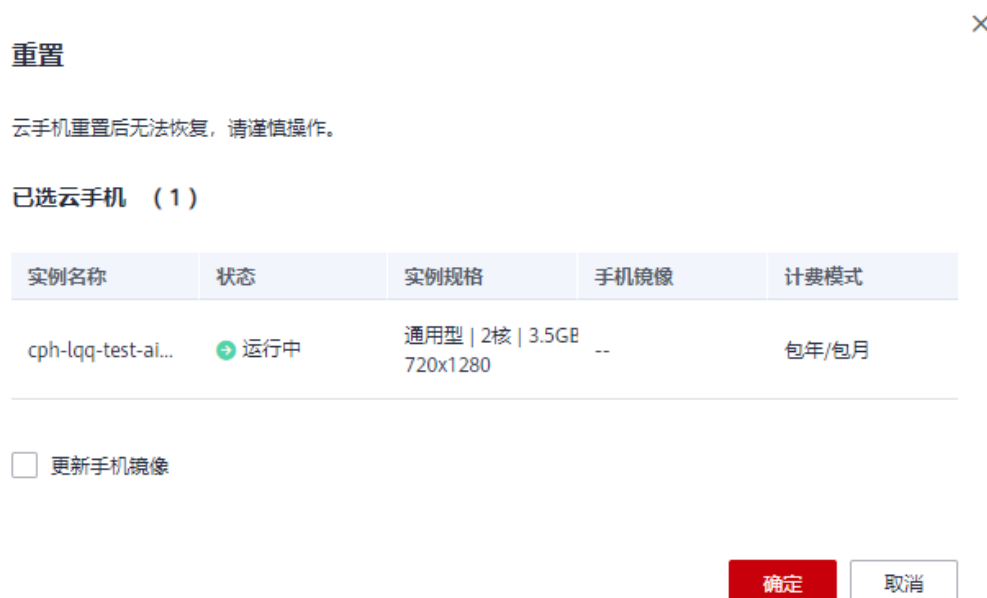 重置
云手机重置后无法恢复，请谨慎操作。
已选云手机 （1）
实例名称 状态 实例规格 手机镜像 计费模式
cph-lqq-test-ai... 运行中 通用型 | 2核 | 3.5GB 720x1280 -- 包年/包月
更新手机镜像
确定 取消